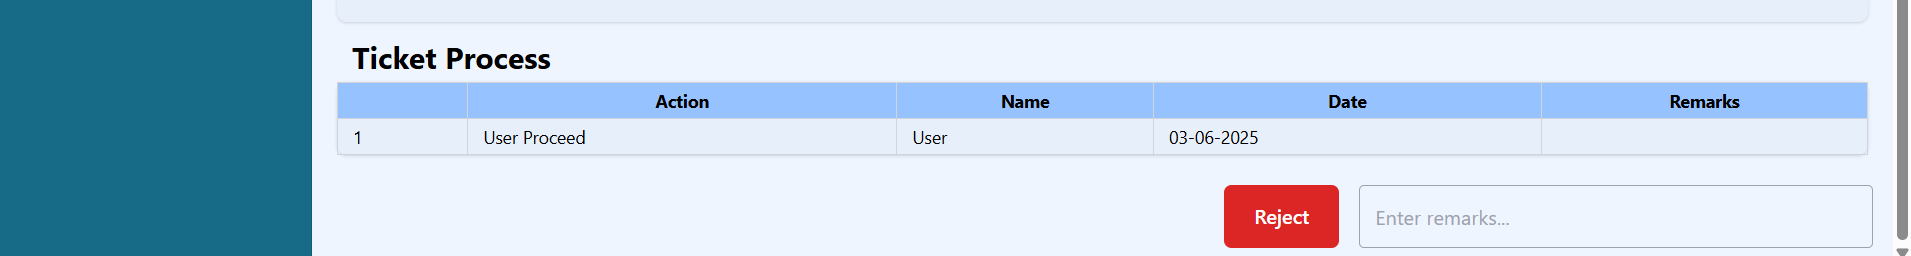 Ticket Process
Action Name Date Remarks
1 User Proceed User 03-06-2025
Reject Enter remarks...